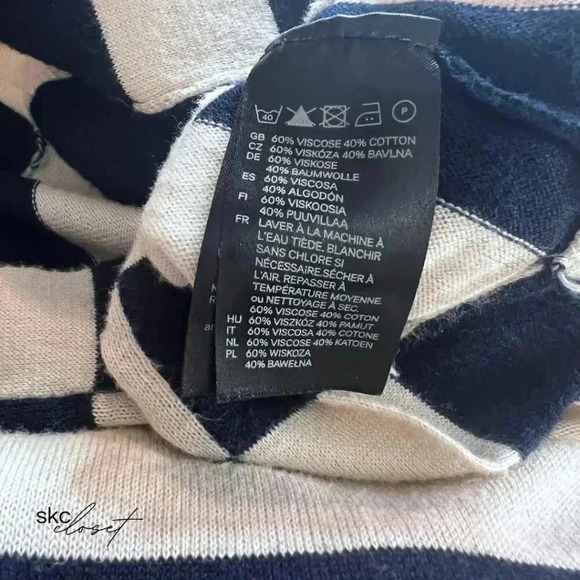 40
P
GB 60% VISCOSE 40% COTTON
CZ 60% VISKÓZA 40% BAVLNA
DE 60% VISKOSE
40% BAUMWOLLE
ES 60% VISCOSA
40% ALGODÓN
FI 60% VISKOOSIA
40% PUUVILLAA
FR LAVER À LA MACHINE À
L'EAU TIÈDE. BLANCHIR
SANS CHLORE SI
NÉCESSAIRE.SÉCHER À
L'AIR. REPASSER À
TEMPÉRATURE MOYENNE.
ou NETTOYAGE À SEC.
60% VISCOSE 40% COTON
HU 60% VISZKÓZ 40% PAMUT
IT 60% VISCOSA 40% COTONE
NL 60% VISCOSE 40% KATOEN
PL 60% WISKOZA
40% BAWEŁNA
skc
closet